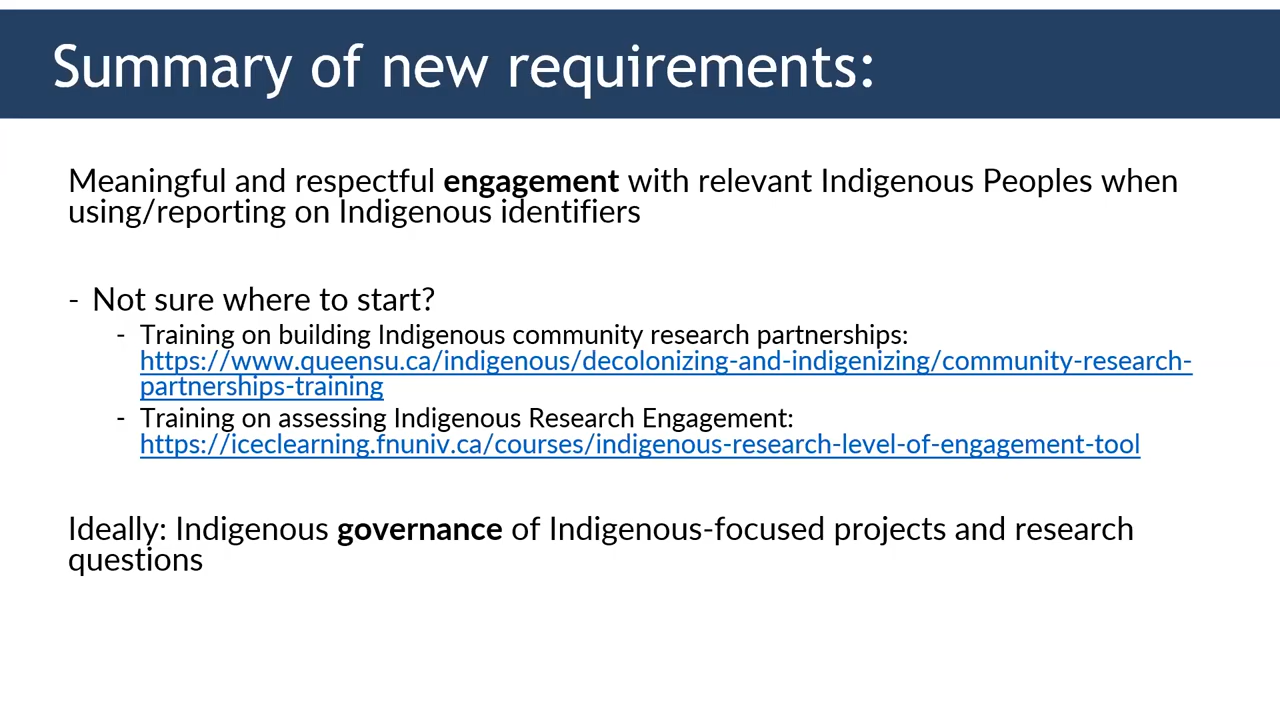 Summary of new requirements:
Meaningful and respectful engagement with relevant Indigenous Peoples when
using/reporting on Indigenous identifiers
- Not sure where to start?
- Training on building Indigenous community research partnerships:
https://www.queensu.ca/indigenous/decolonizing-and-indigenizing/community-research-
partnerships-training
- Training on assessing Indigenous Research Engagement:
https://iceclearning.fnuniv.ca/courses/indigenous-research-level-of-engagement-tool
Ideally: Indigenous governance of Indigenous-focused projects and research
questions